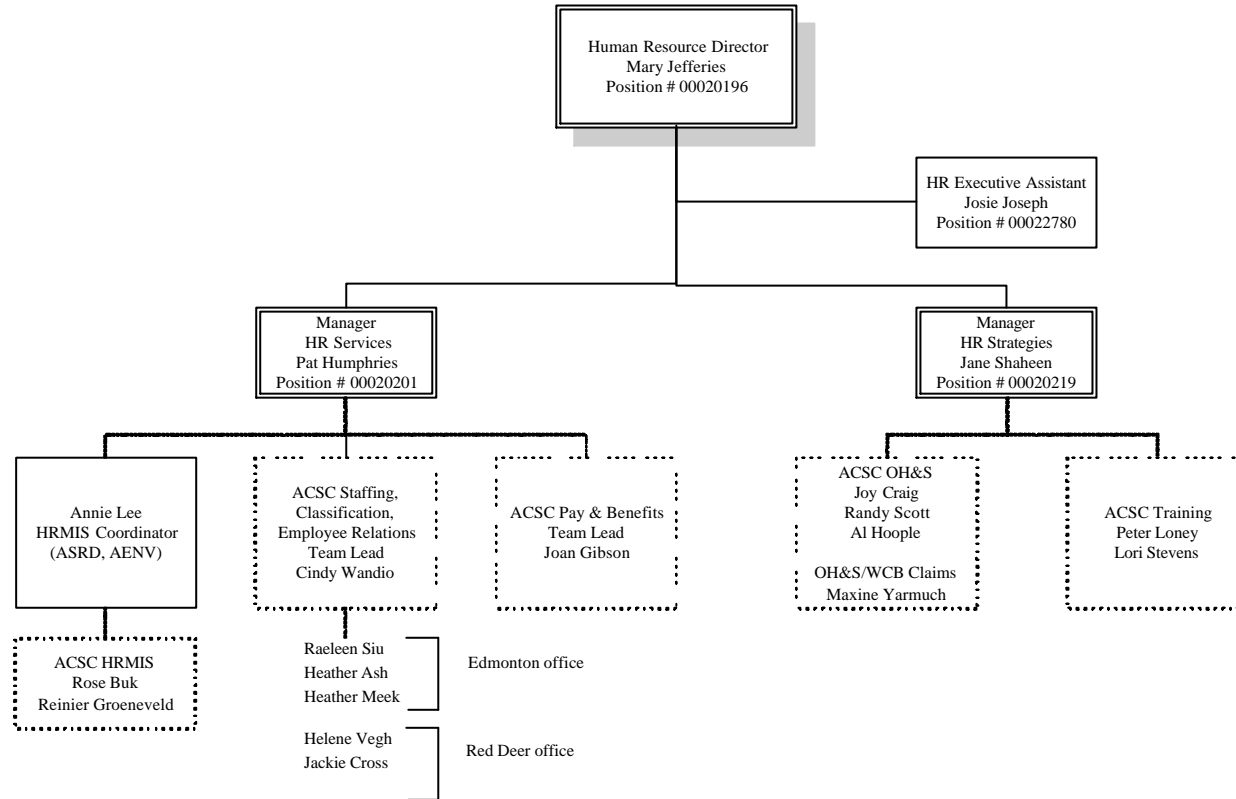 Human Resource Director
Mary Jefferies
Position # 00020196
HR Executive Assistant
Josie Joseph
Position # 00022780
Manager
HR Services
Pat Humphries
Position # 00020201
Manager
HR Strategies
Jane Shaheen
Position # 00020219
Annie Lee
HRMIS Coordinator
(ASRD, AENV)
ACSC Staffing,
Classification,
Employee Relations
Team Lead
Cindy Wandio
ACSC Pay & Benefits
Team Lead
Joan Gibson
ACSC OH&S
Joy Craig
Randy Scott
Al Hoople
OH&S/WCB Claims
Maxine Yarmuch
ACSC Training
Peter Loney
Lori Stevens
ACSC HRMIS
Rose Buk
Reinier Groeneveld
Raeleen Siu
Heather Ash
Heather Meek
Edmonton office
Helene Vegh
Jackie Cross
Red Deer office